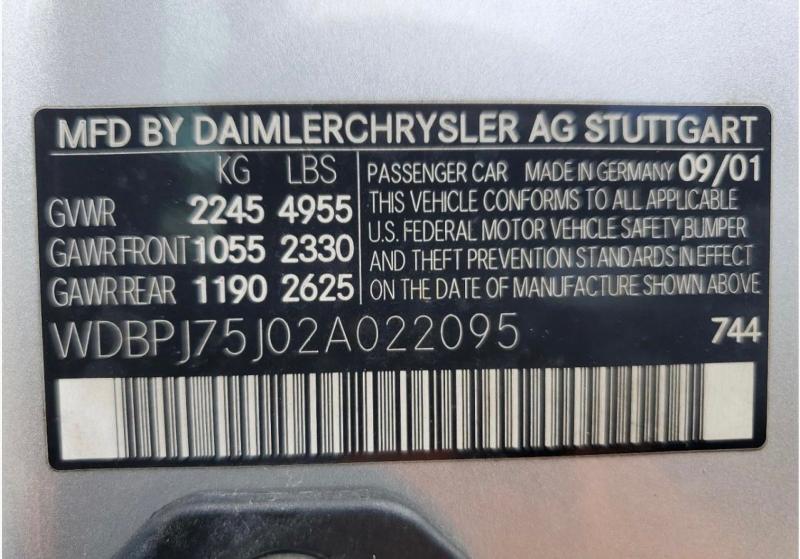 MFD BY DAIMLERCHRYSLER AG STUTTGART
KG LBS
GVWR 2245 4955
GAWR FRONT 1055 2330
GAWR REAR 1190 2625
PASSENGER CAR MADE IN GERMANY 09/01
THIS VEHICLE CONFORMS TO ALL APPLICABLE
U.S. FEDERAL MOTOR VEHICLE SAFETY, BUMPER
AND THEFT PREVENTION STANDARDS IN EFFECT
ON THE DATE OF MANUFACTURE SHOWN ABOVE
WDBPJ75J02A022095 744